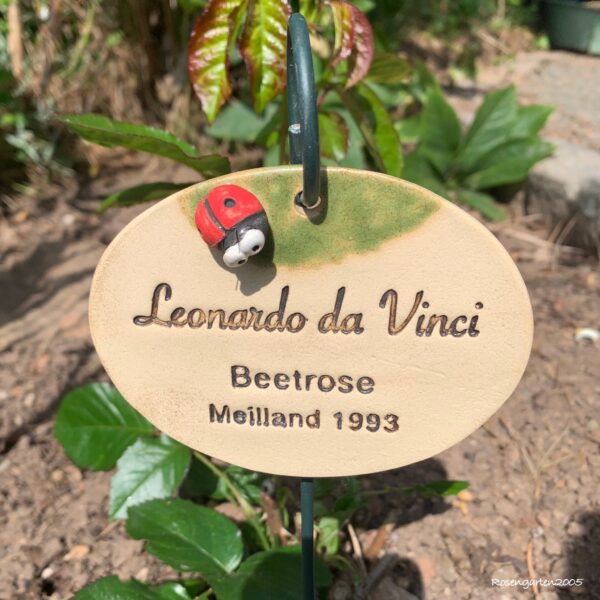 Leonardo da Vinci
Beetrose
Meilland 1993
Rosengarten2005